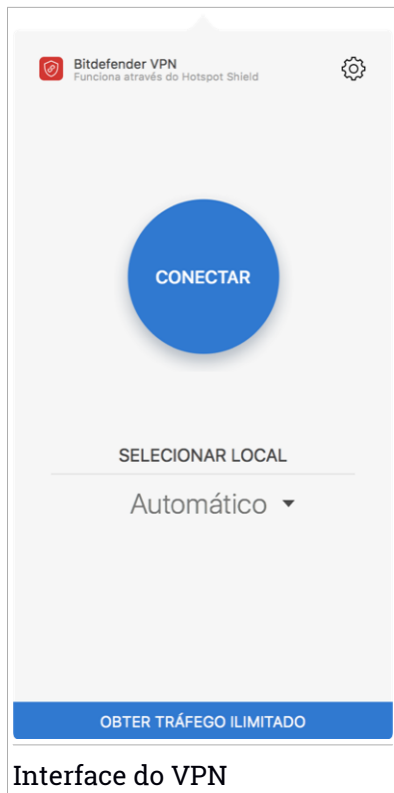 Bitdefender VPN
Funciona através do Hotspot Shield
CONECTAR
SELECIONAR LOCAL
Automático
OBTER TRÁFEGO ILIMITADO
Interface do VPN